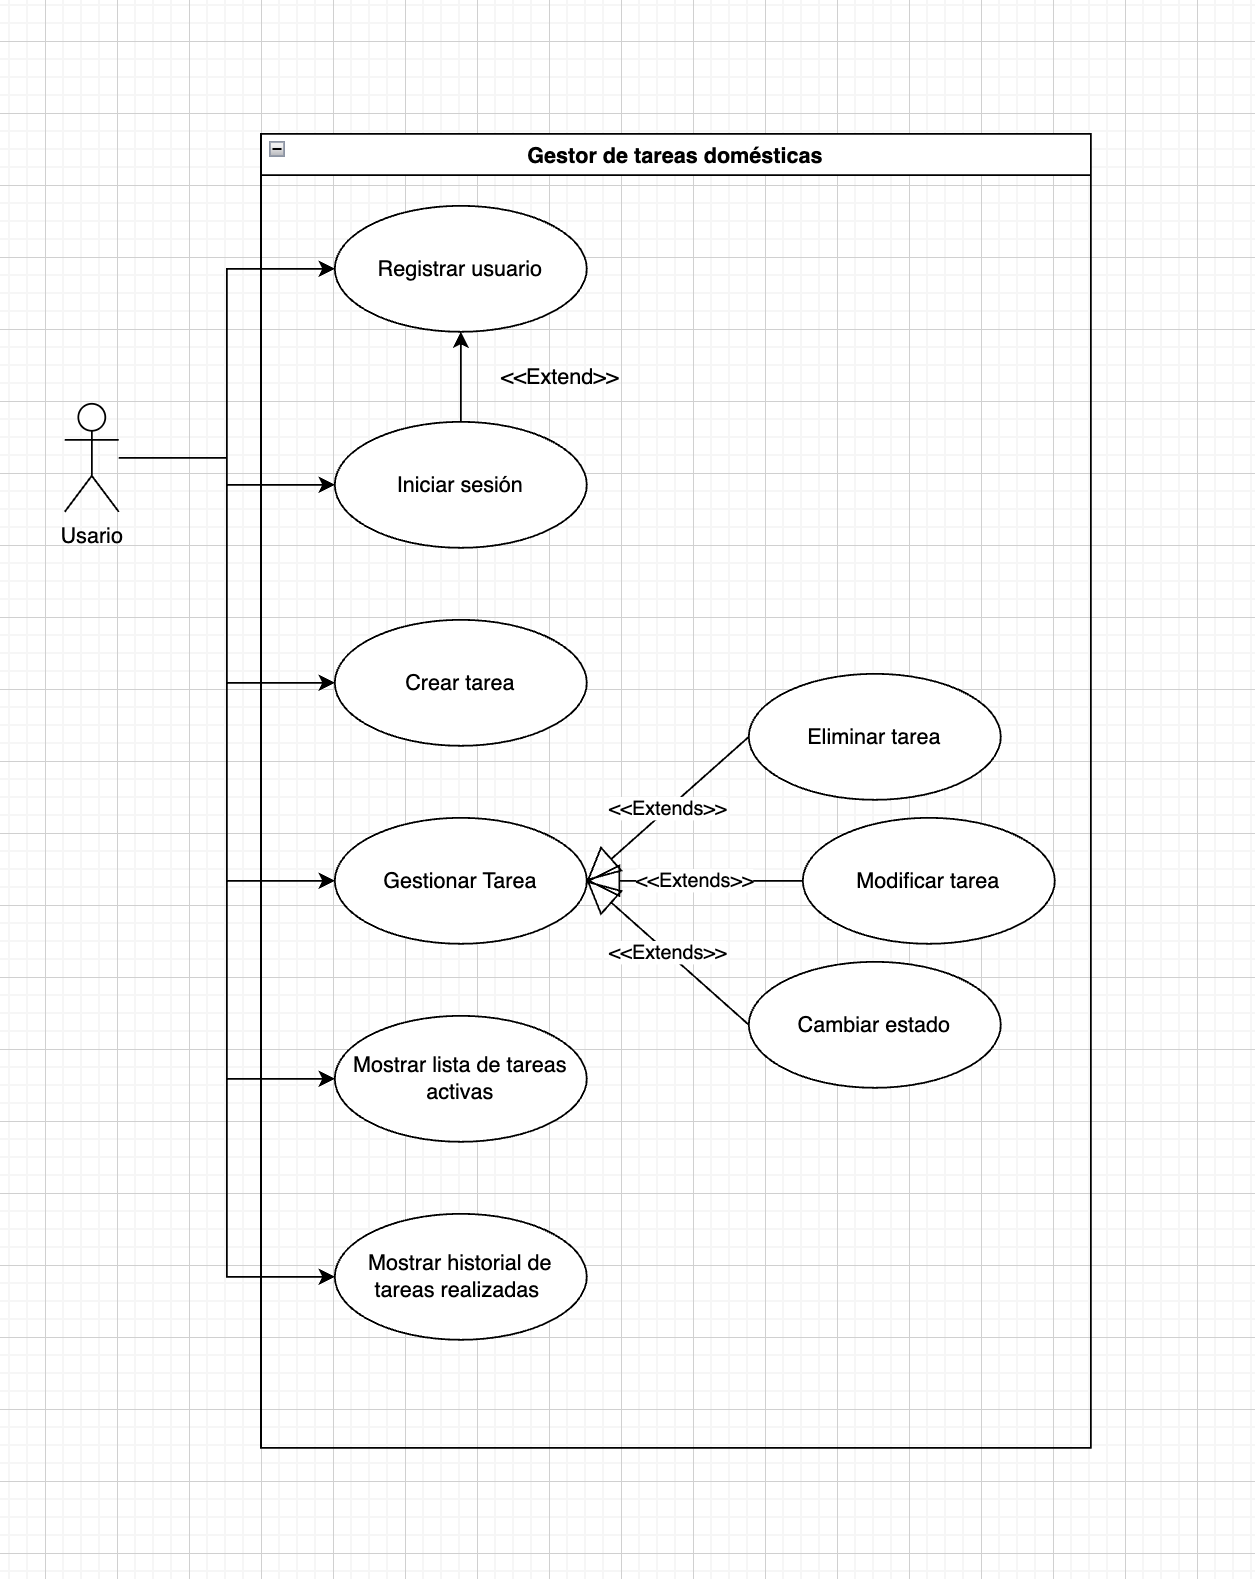 Gestor de tareas domésticas
Registrar usuario
<<Extend>>
Iniciar sesión
Usario
Crear tarea
Eliminar tarea
<<Extends>>
Gestionar Tarea
<<Extends>>
Modificar tarea
<<Extends>>
Cambiar estado
Mostrar lista de tareas
activas
Mostrar historial de
tareas realizadas